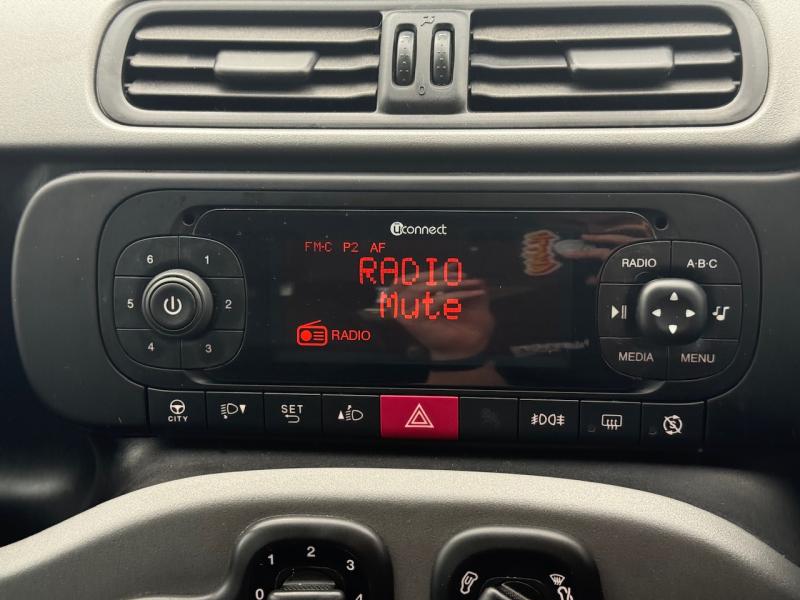 Uconnect
FM-C P2 AF
RADIO
Mute
RADIO
6 1
5 2
4 3
RADIO A·B·C
MEDIA MENU
CITY
SET
0 1 2 3 4